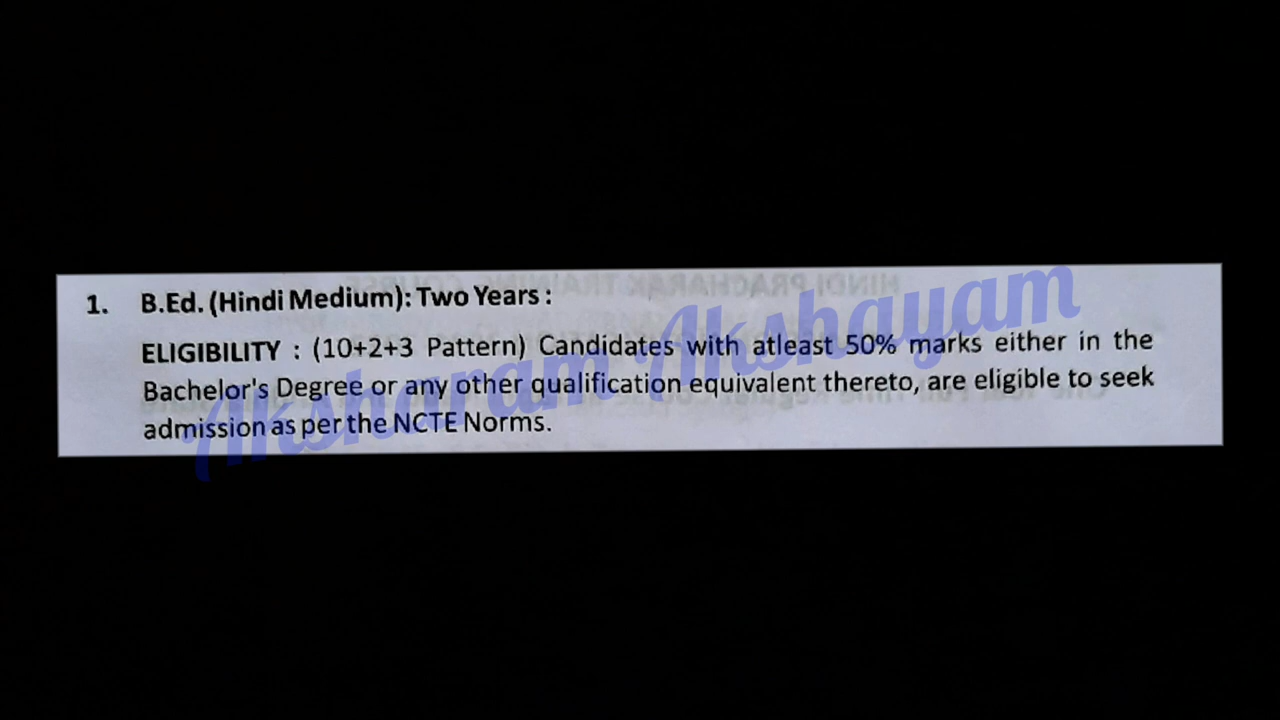 1. B.Ed. (Hindi Medium): Two Years :
ELIGIBILITY : (10+2+3 Pattern) Candidates with atleast 50% marks either in the
Bachelor's Degree or any other qualification equivalent thereto, are eligible to seek
admission as per the NCTE Norms.
Aksharam Akshayam